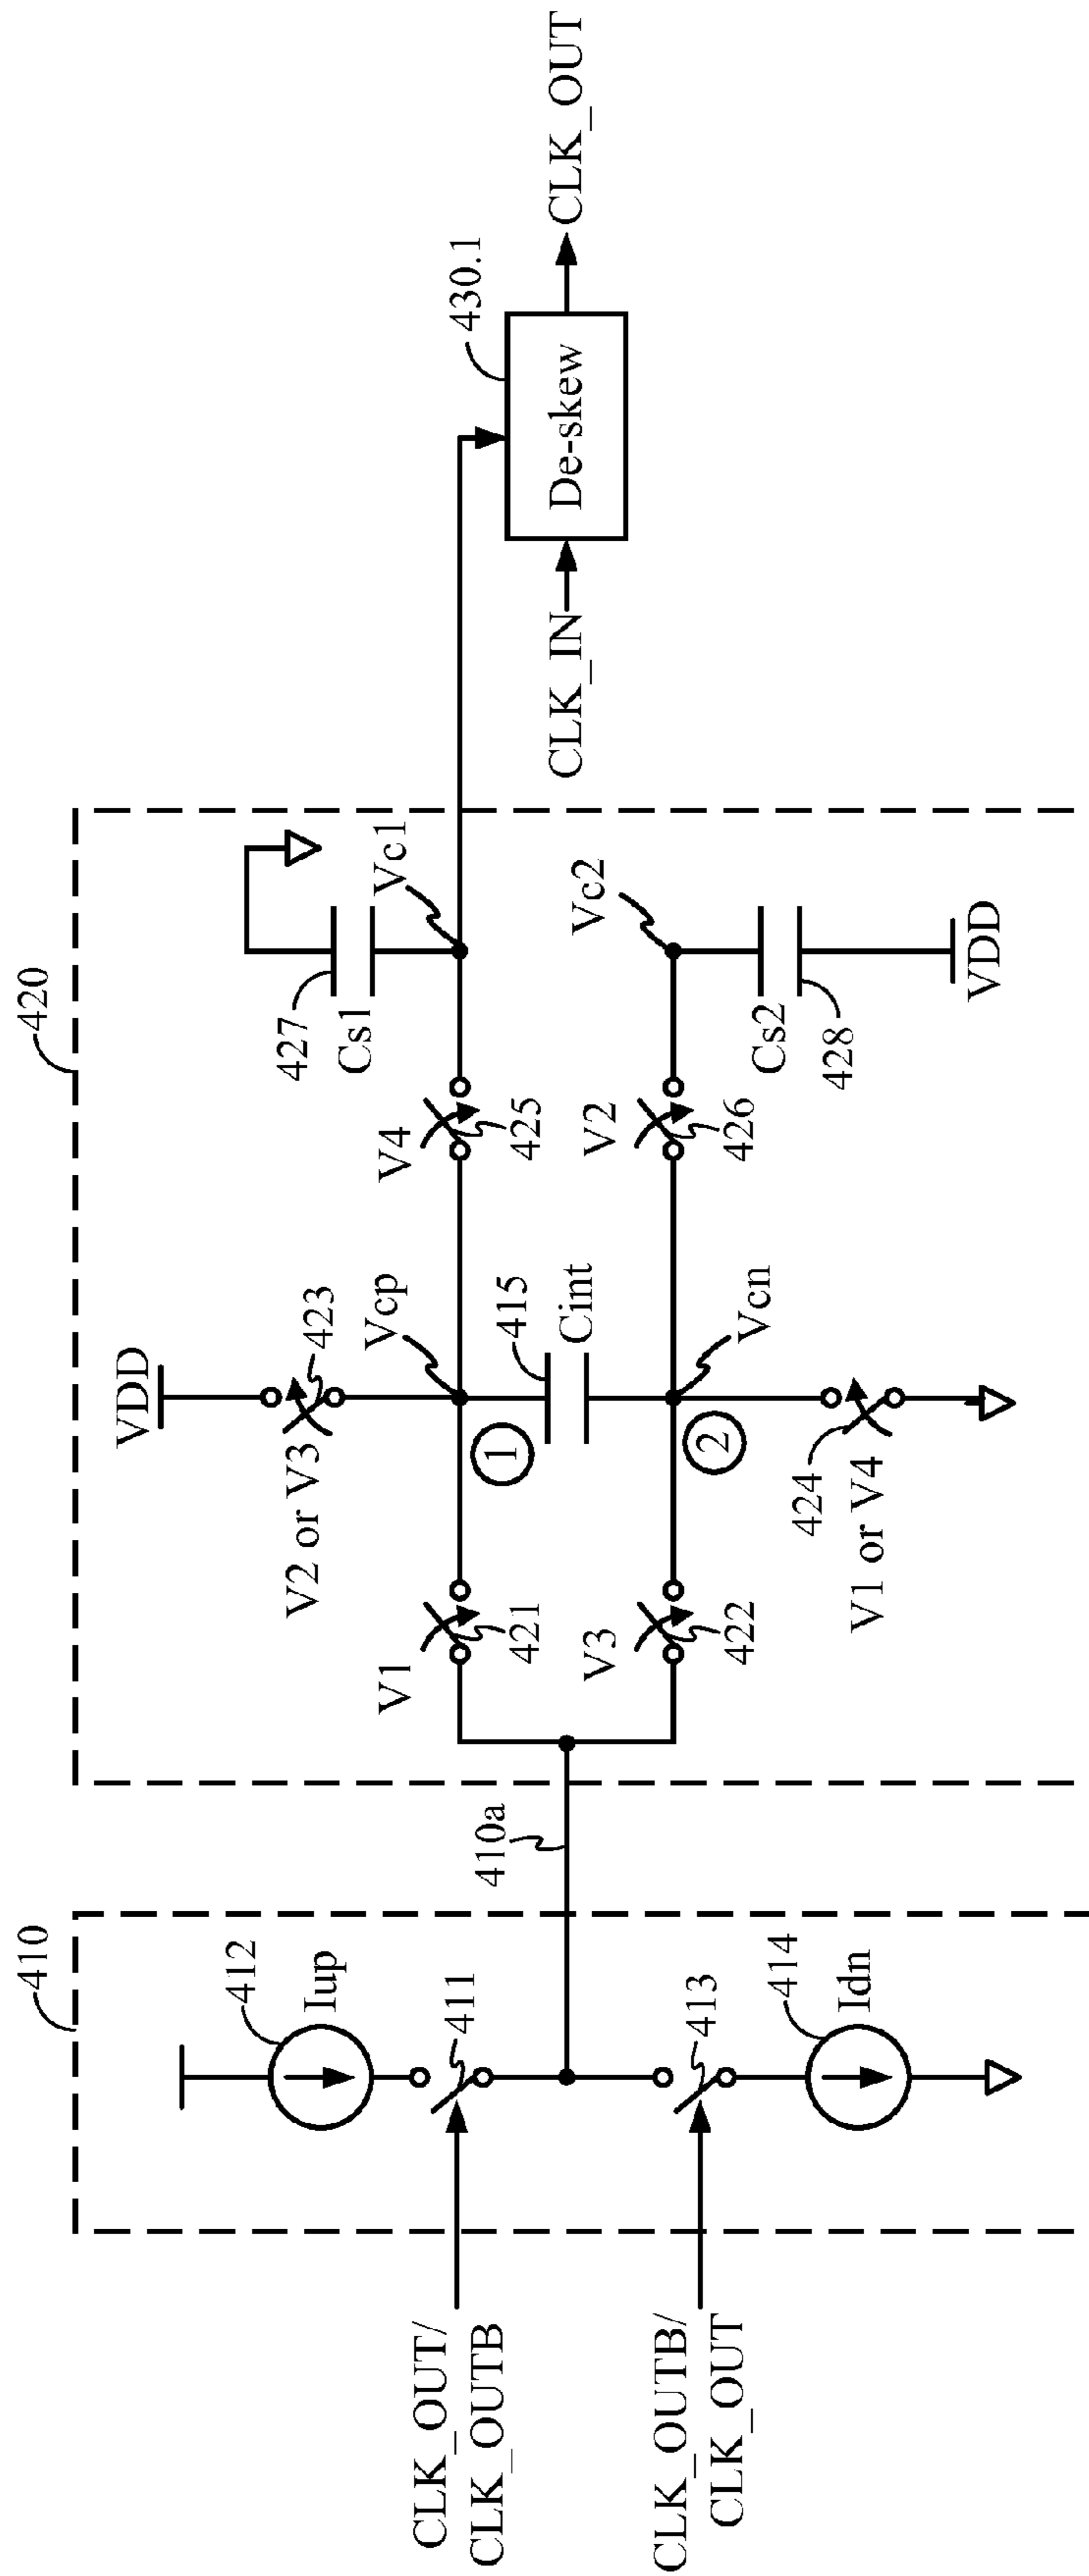 410
412
Iup
411
CLK_OUT/
CLK_OUTB
413
CLK_OUTB/
CLK_OUT
414
Idn
410a
420
VDD
V2 or V3
423
V1
421
Vcp
1
415
Cint
V4
425
427
Cs1
Vc1
V3
422
2
Vcn
424
V1 or V4
V2
426
Vc2
Cs2
428
VDD
430.1
De-skew
CLK_IN
CLK_OUT